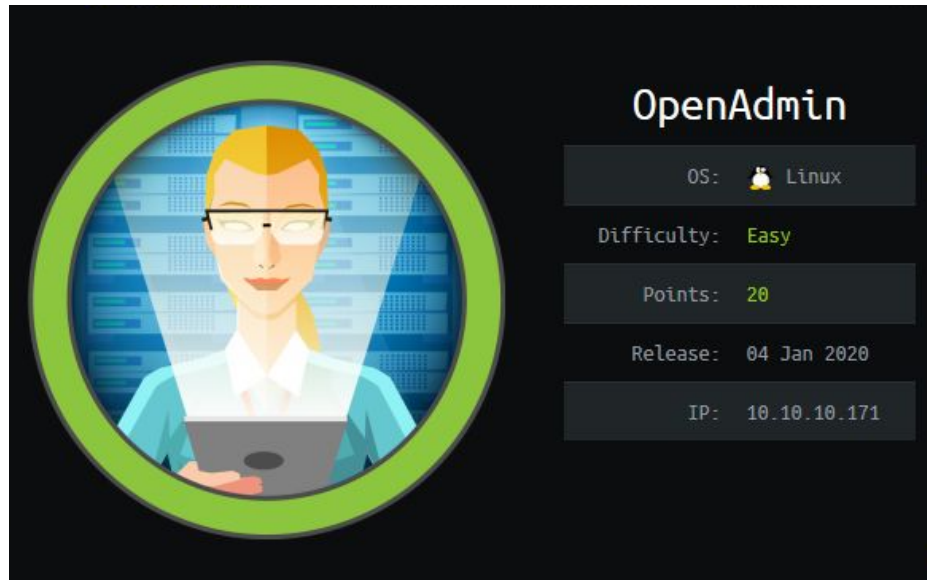 OpenAdmin
OS: Linux
Difficulty: Easy
Points: 20
Release: 04 Jan 2020
IP: 10.10.10.171